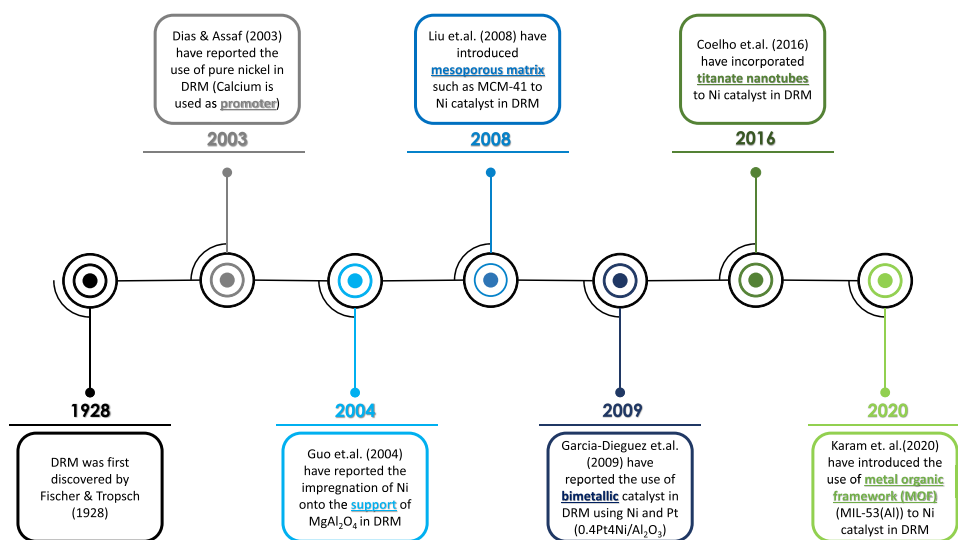 Dias & Assaf (2003)
have reported the
use of pure nickel in
DRM (Calcium is
used as promoter)
2003
Liu et.al. (2008) have
introduced
mesoporous matrix
such as MCM-41 to
Ni catalyst in DRM
2008
Coelho et.al. (2016)
have incorporated
titanate nanotubes
to Ni catalyst in DRM
2016
1928
DRM was first
discovered by
Fischer & Tropsch
(1928)
2004
Guo et.al. (2004)
have reported the
impregnation of Ni
onto the support of
MgAl₂O₄ in DRM
2009
Garcia-Dieguez et.al.
(2009) have
reported the use of
bimetallic catalyst in
DRM using Ni and Pt
(0.4Pt4Ni/Al₂O₃)
2020
Karam et. al.(2020)
have introduced the
use of metal organic
framework (MOF)
(MIL-53(Al)) to Ni
catalyst in DRM